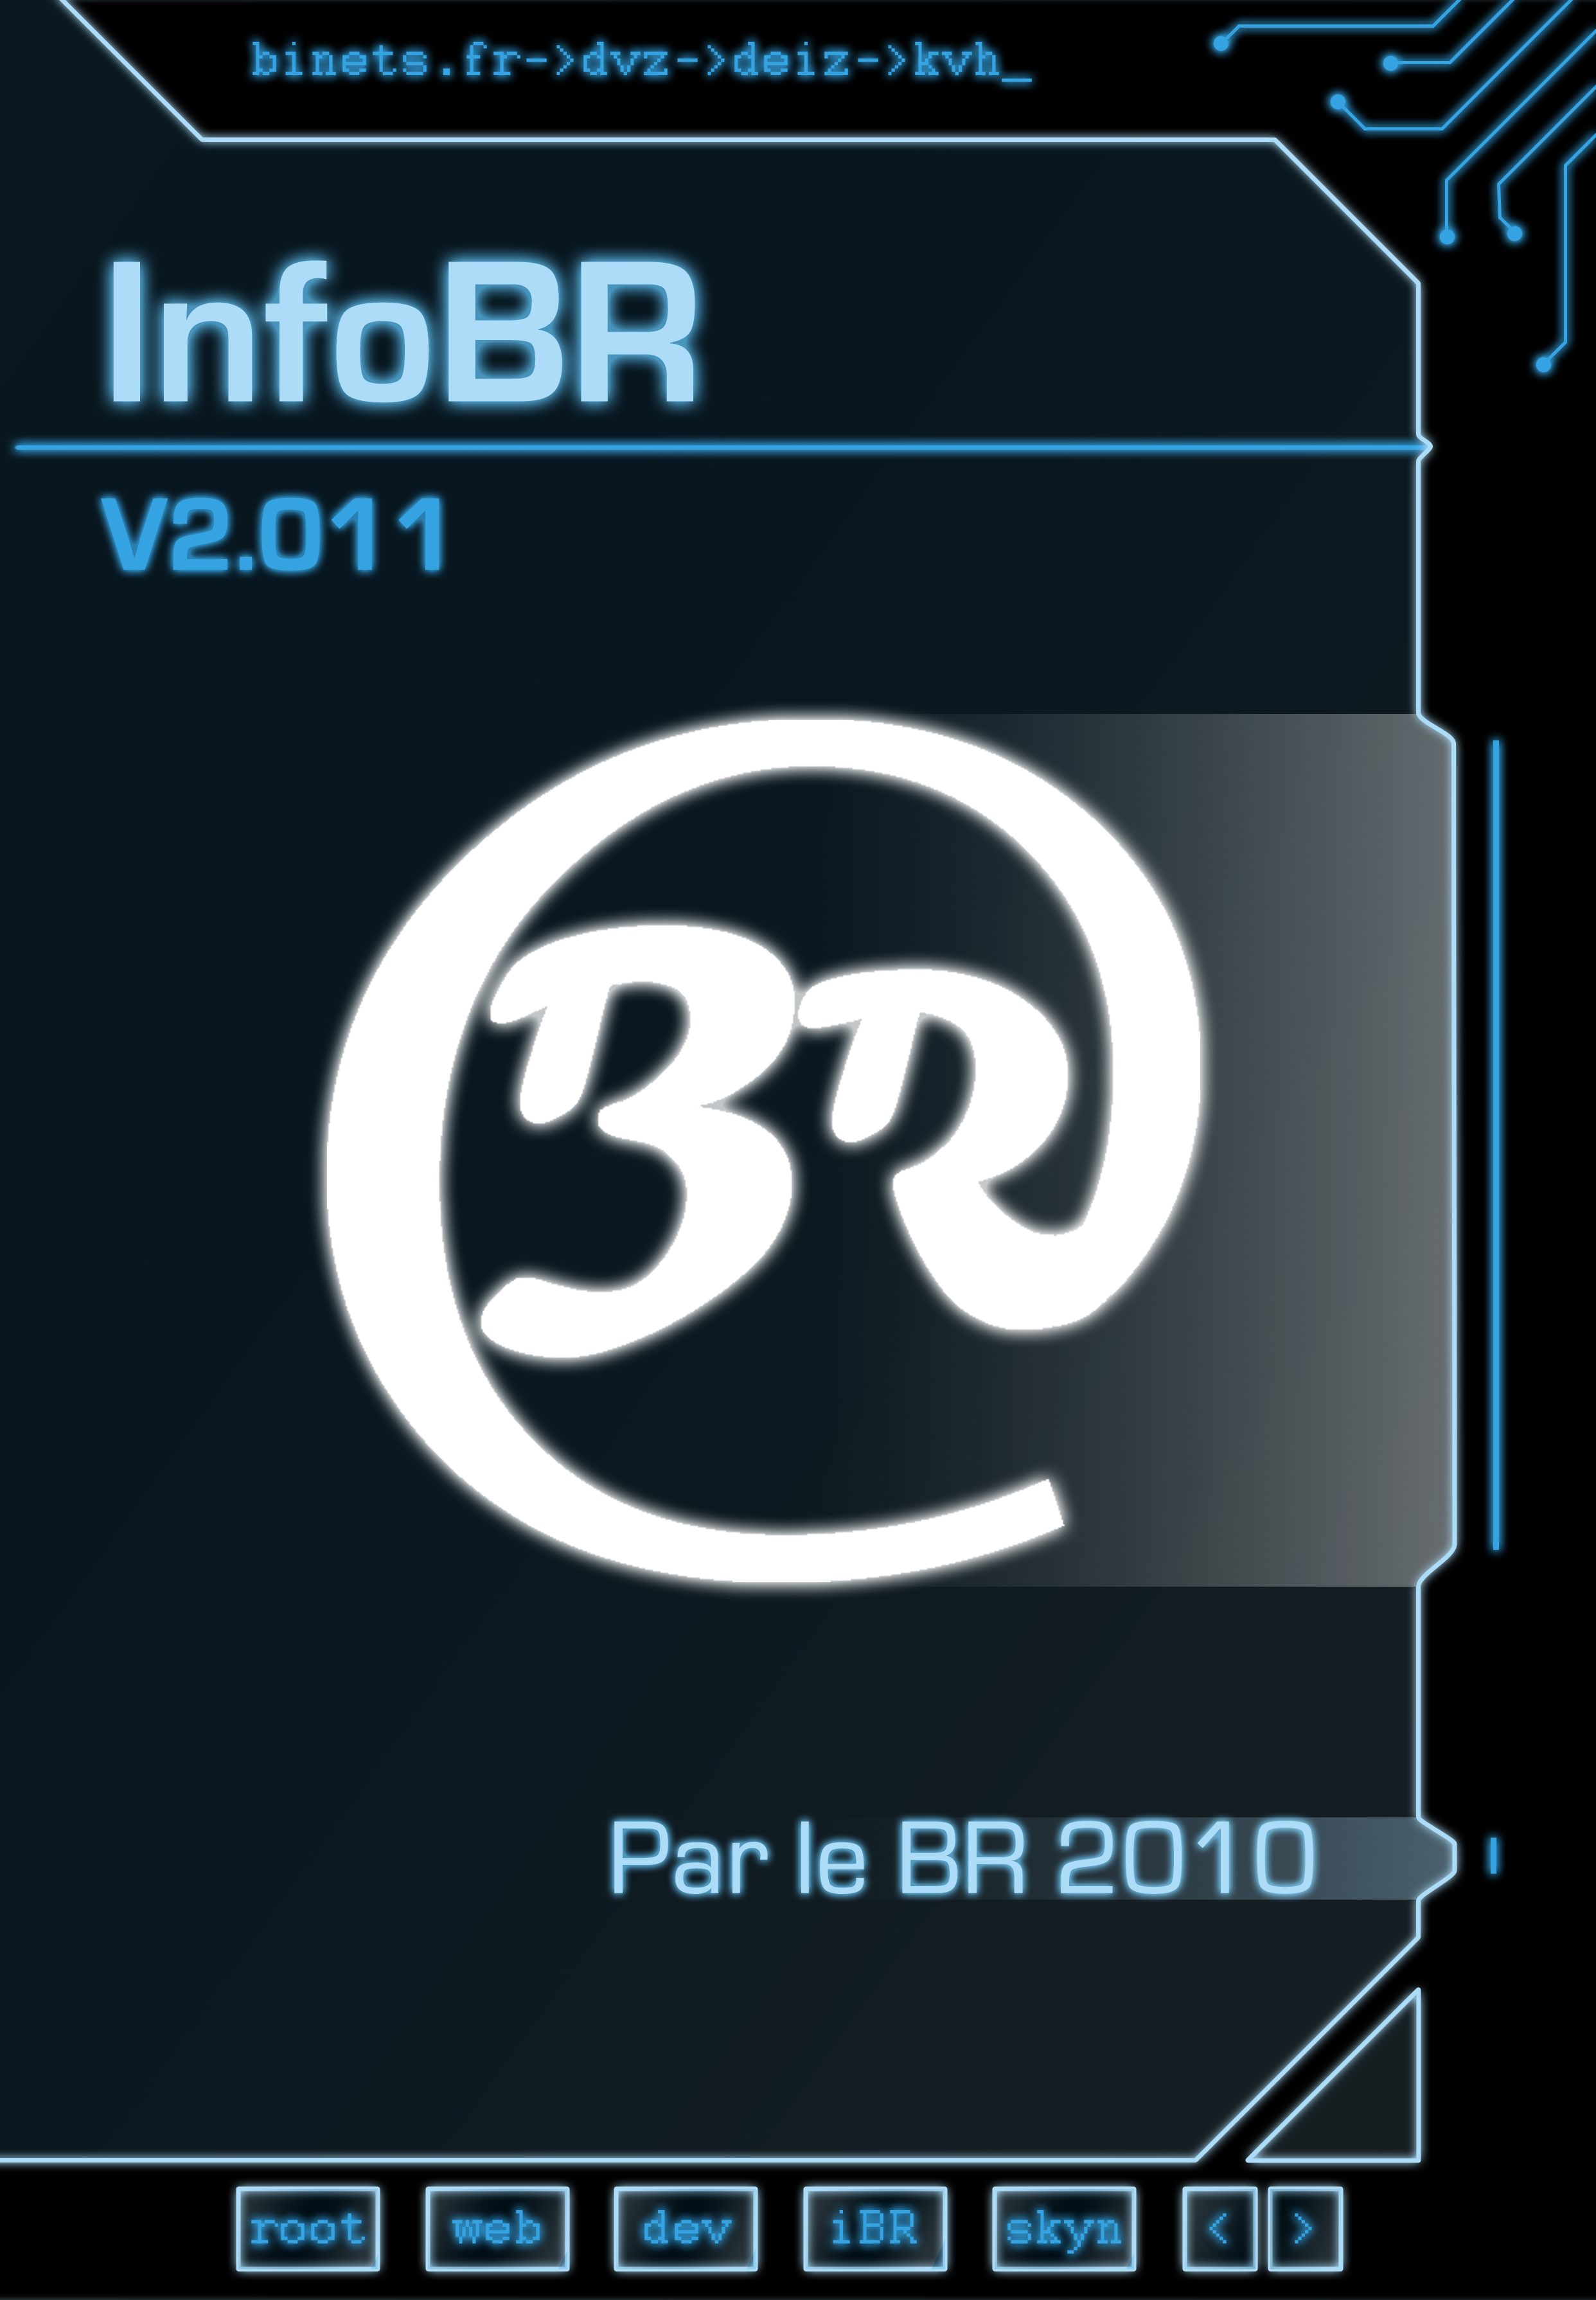 binets.fr->dvz->deiz->kvh_
InfoBR
V2.011
BR
Par le BR 2010
root web dev iBR skyn < >